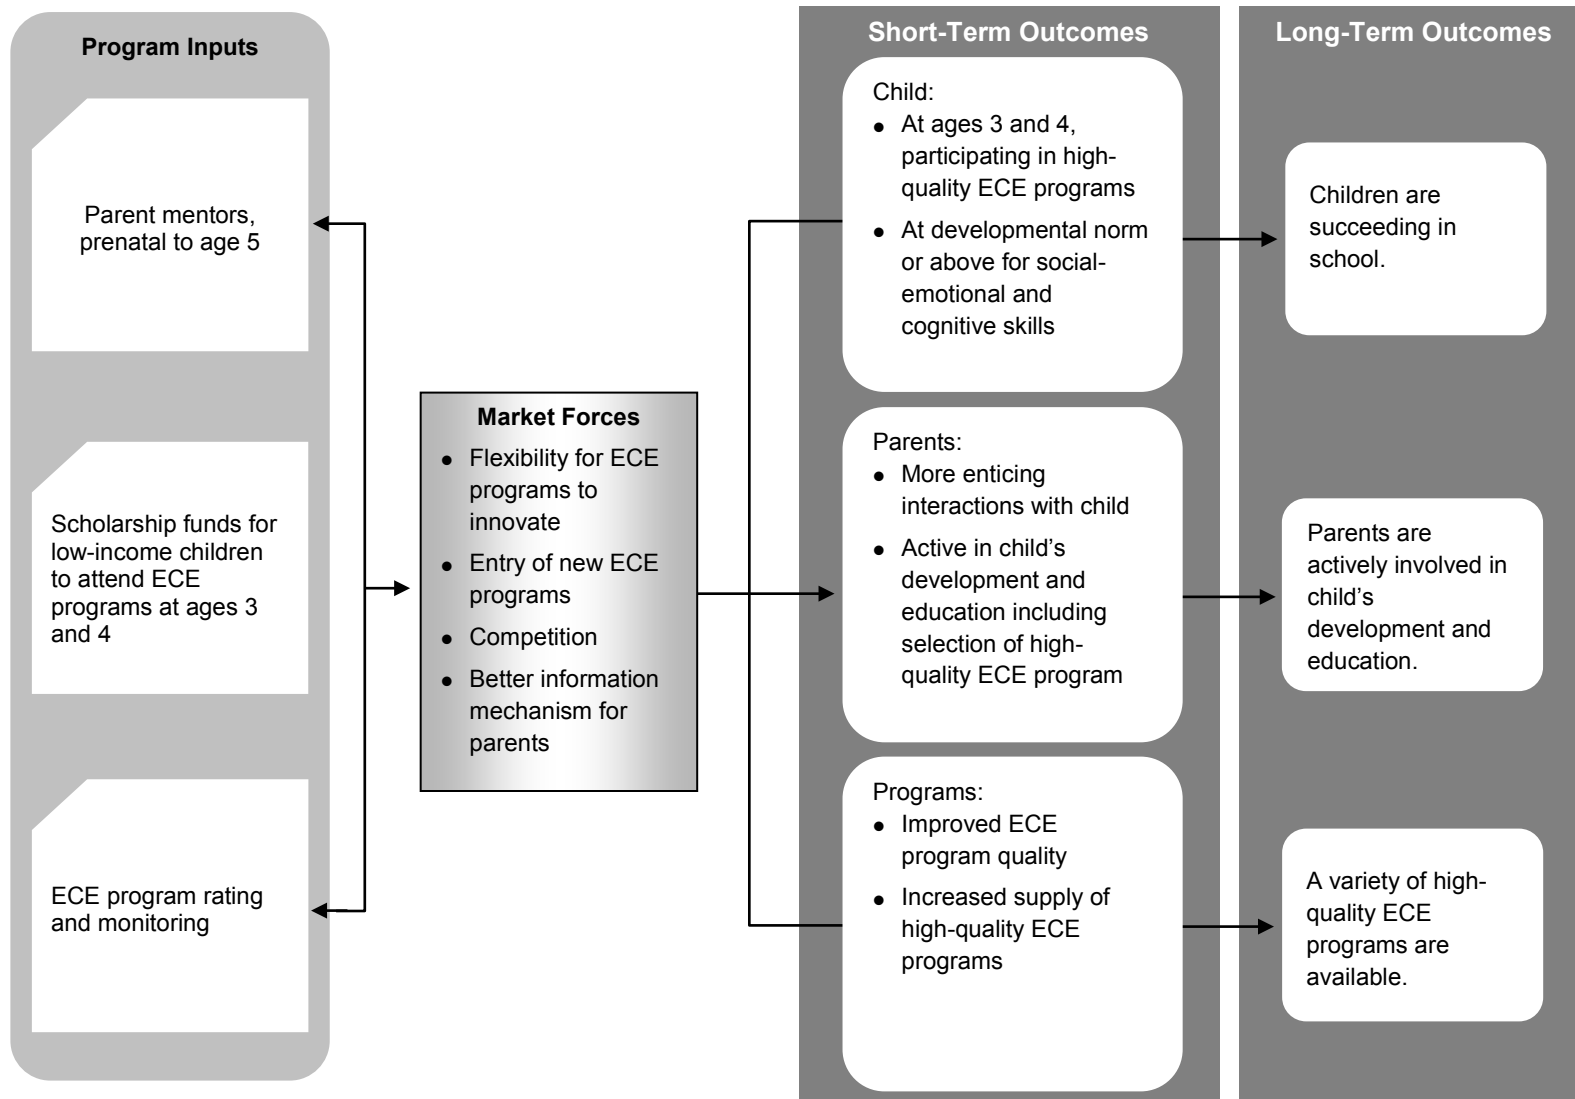 Program Inputs
Parent mentors,
prenatal to age 5
Scholarship funds for
low-income children
to attend ECE
programs at ages 3
and 4
ECE program rating
and monitoring
Market Forces
● Flexibility for ECE
programs to
innovate
● Entry of new ECE
programs
● Competition
● Better information
mechanism for
parents
Short-Term Outcomes
Child:
● At ages 3 and 4,
participating in high-
quality ECE programs
● At developmental norm
or above for social-
emotional and
cognitive skills
Parents:
● More enticing
interactions with child
● Active in child’s
development and
education including
selection of high-
quality ECE program
Programs:
● Improved ECE
program quality
● Increased supply of
high-quality ECE
programs
Long-Term Outcomes
Children are
succeeding in
school.
Parents are
actively involved in
child’s
development and
education.
A variety of high-
quality ECE
programs are
available.